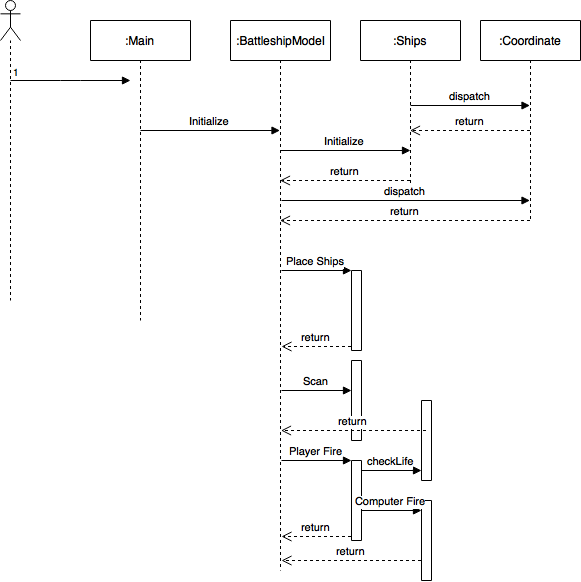 :Main
:BattleshipModel
:Ships
:Coordinate
1
dispatch
Initialize
return
Initialize
return
dispatch
return
Place Ships
return
Scan
return
Player Fire
checkLife
Computer Fire
return
return